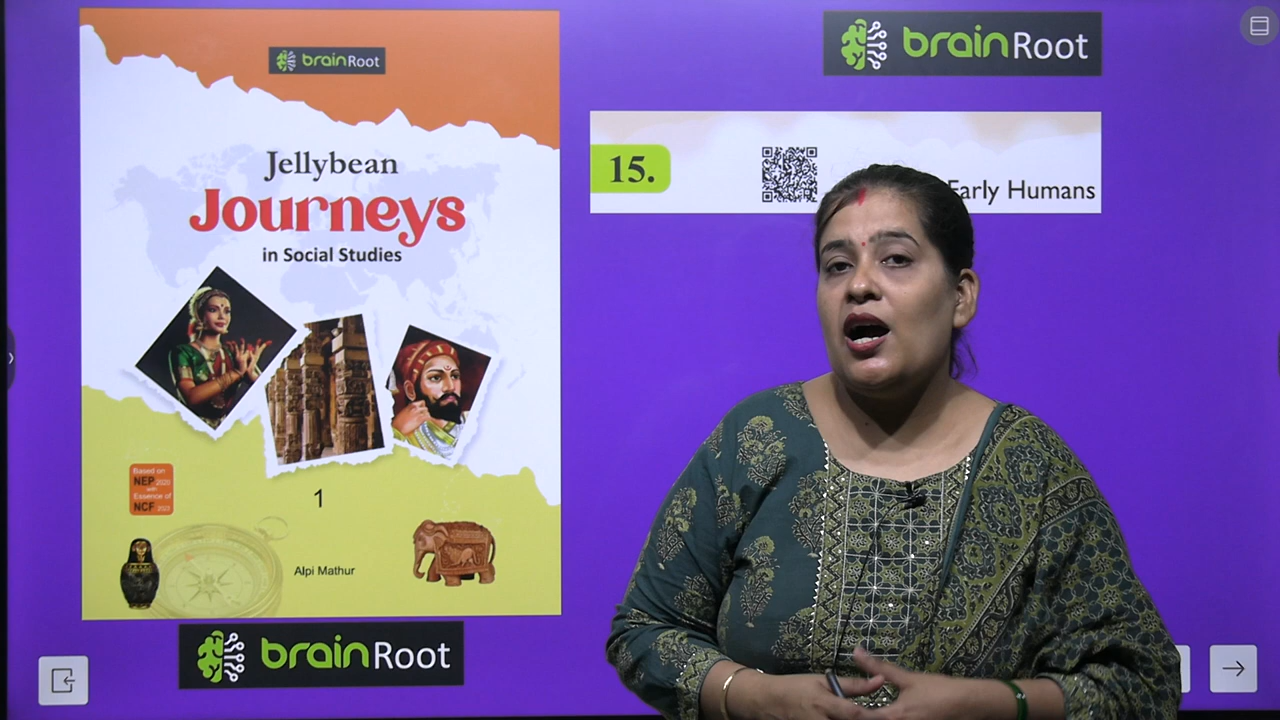 brainRoot
Jellybean
Journeys
in Social Studies
Based on
NEP 2020
with
Essence of
NCF 2023
1
Alpi Mathur
brainRoot
brainRoot
15.
Early Humans